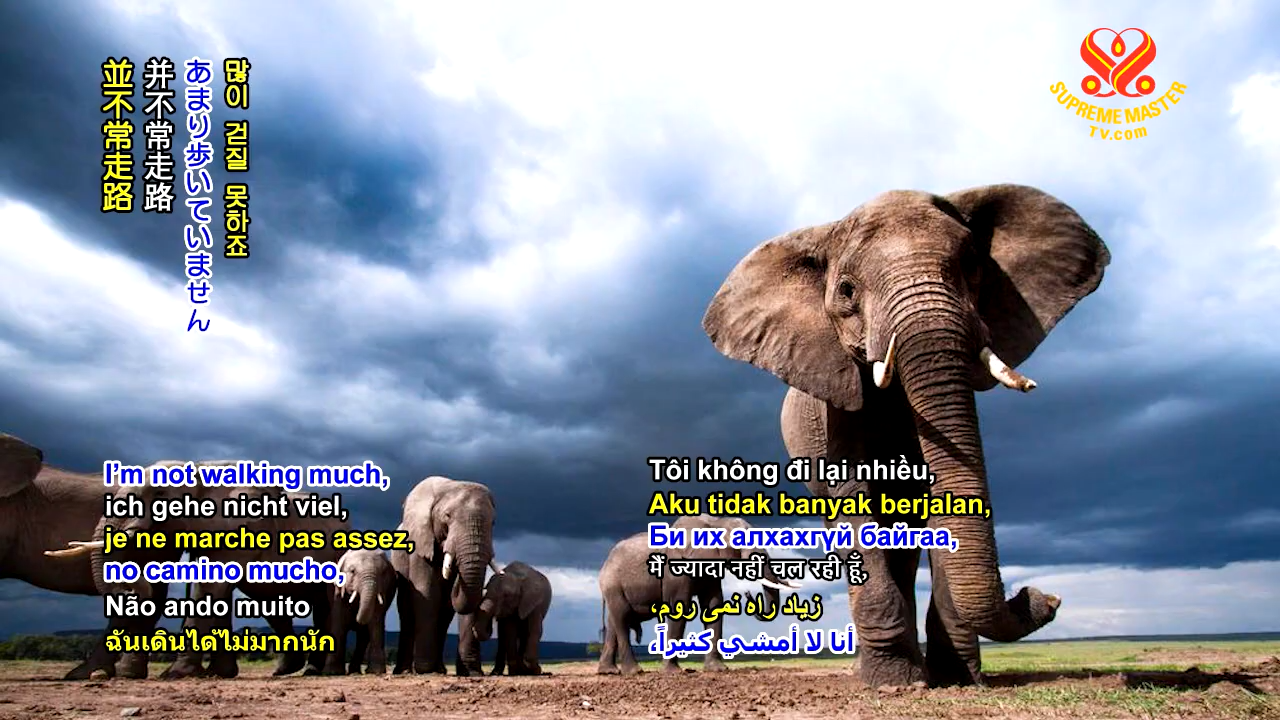 並不常走路
并不常走路
あまり歩いていません
많이 걷질 못하죠
SUPREME MASTER
TV.com
I'm not walking much,
ich gehe nicht viel,
je ne marche pas assez,
no camino mucho,
Não ando muito
ฉันเดินได้ไม่มากนัก
Tôi không đi lại nhiều,
Aku tidak banyak berjalan,
Би их алхахгүй байгаа,
मैं ज्यादा नहीं चल रही हूँ,
زیاد راه نمی روم،
أنا لا أمشي كثيراً،